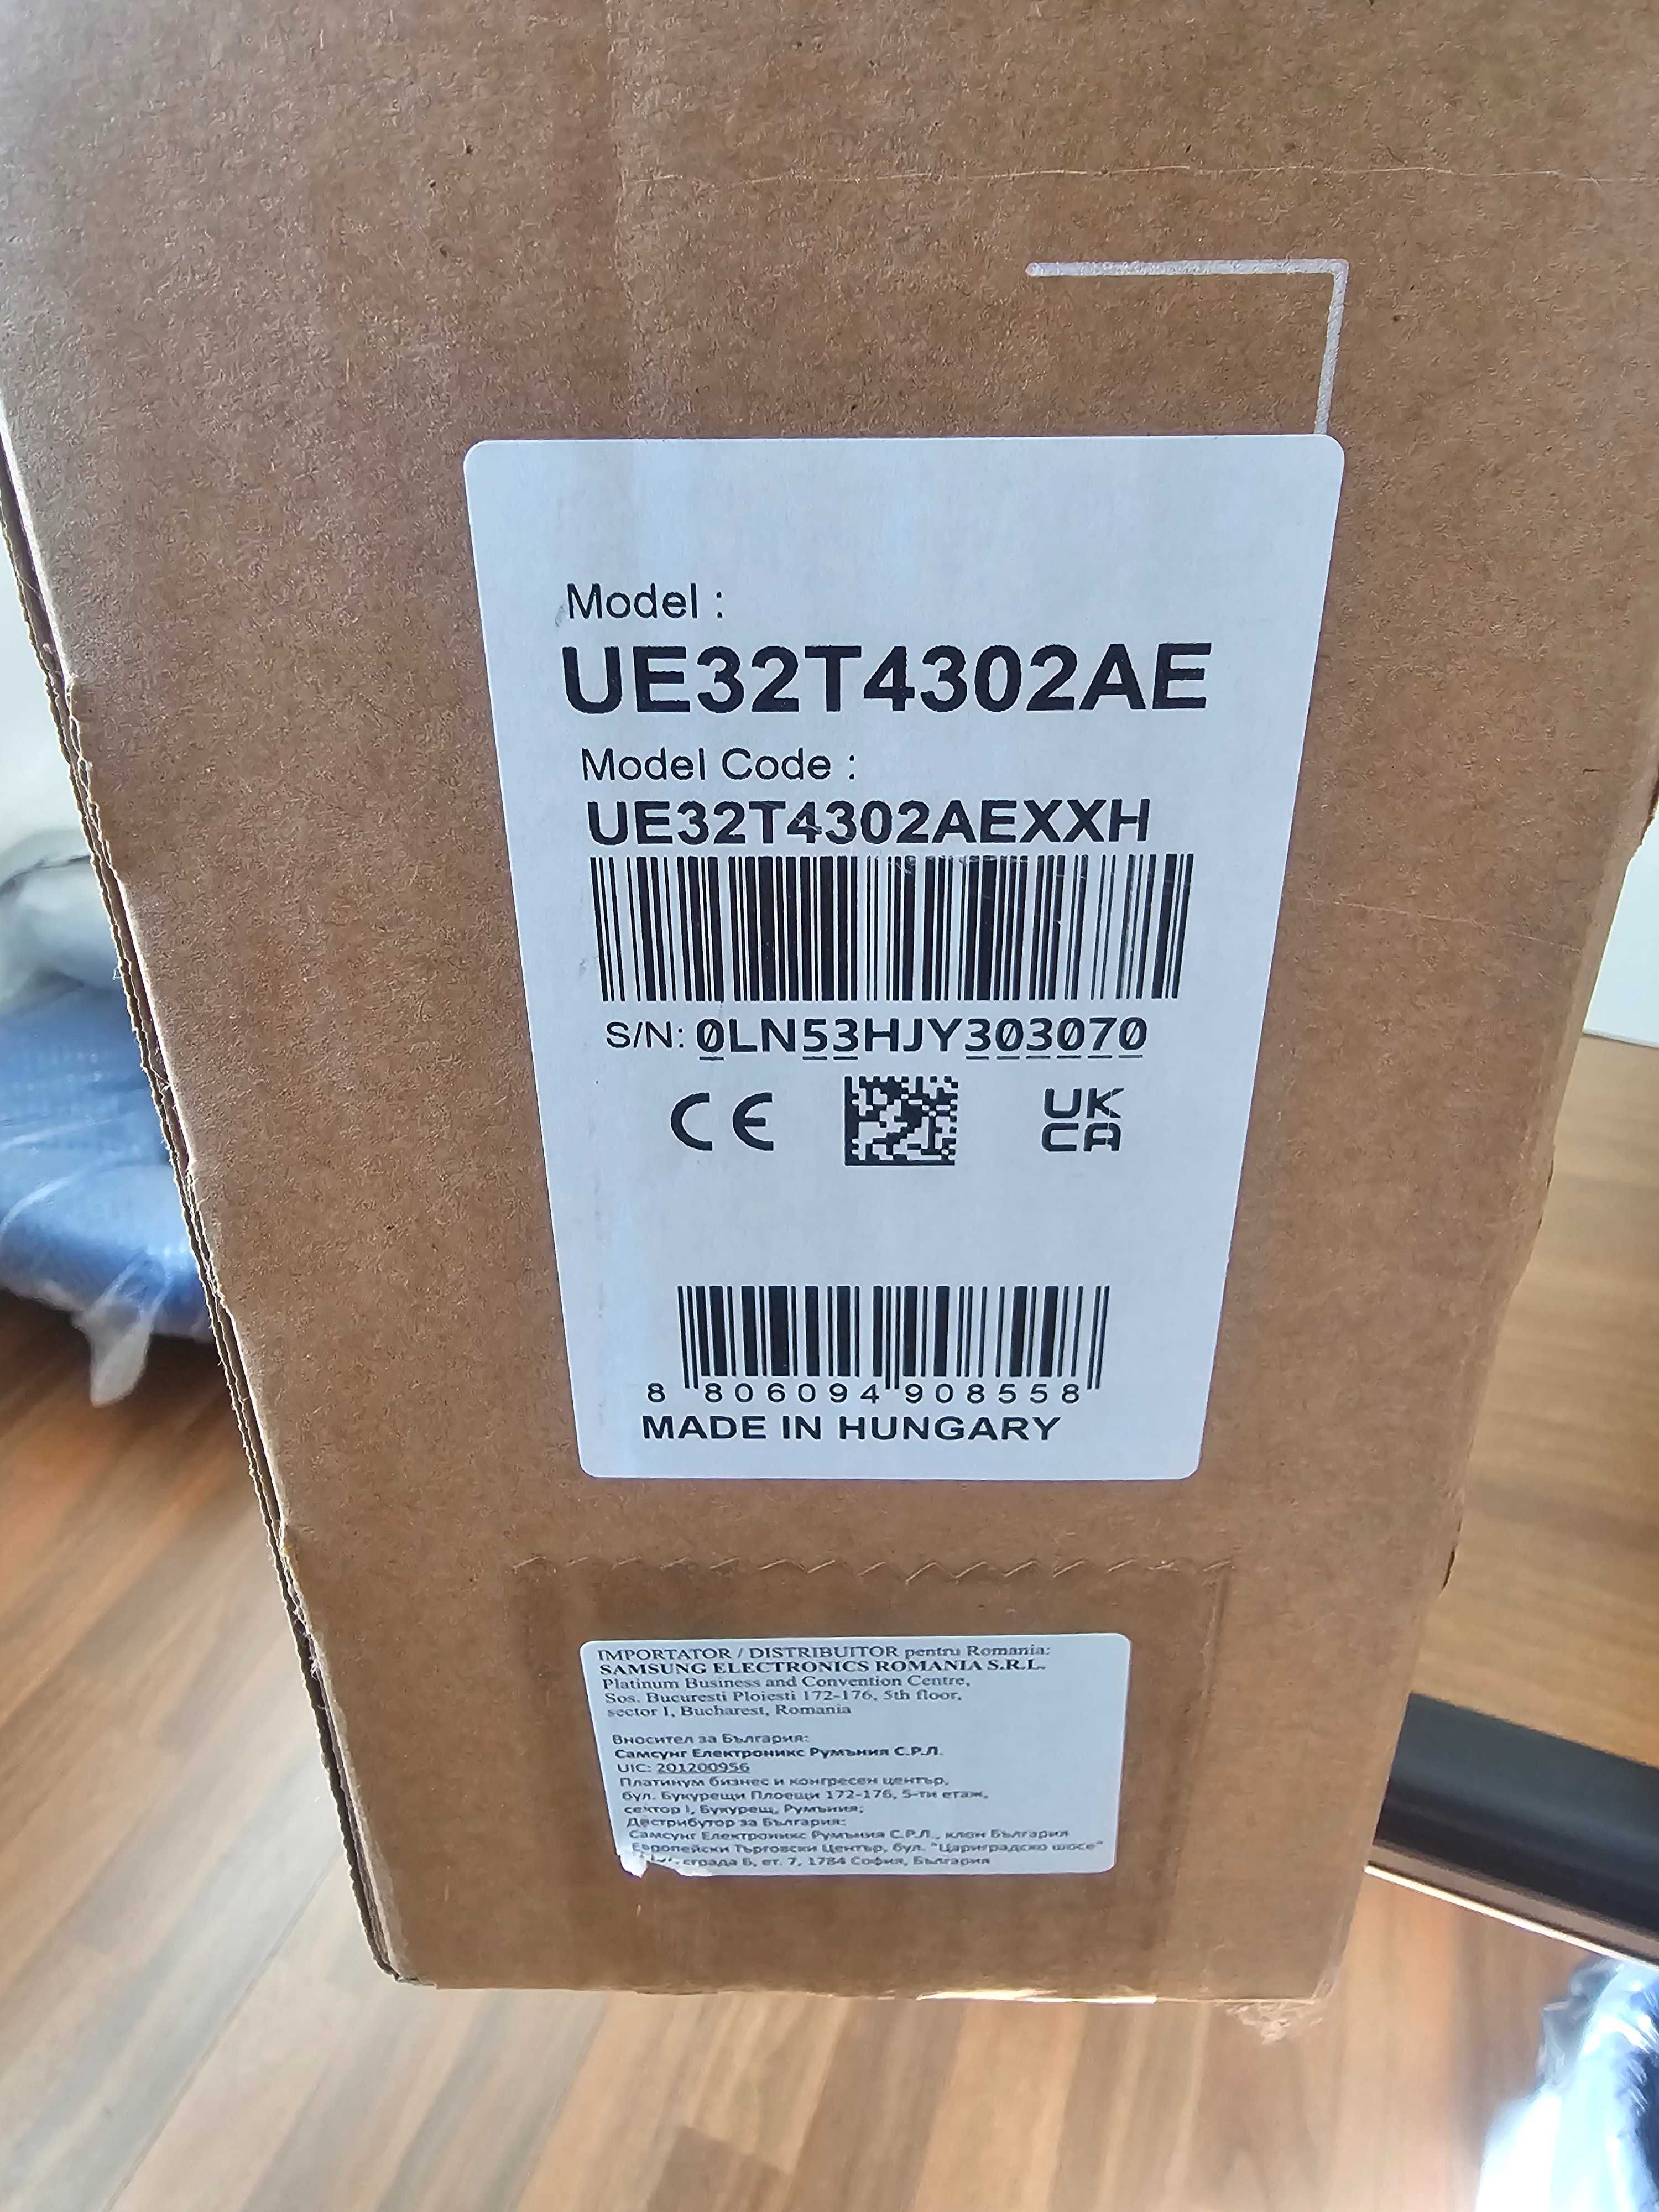 Model :
UE32T4302AE
Model Code :
UE32T4302AEXXH
S/N: 0LN53HJY303070
CE
UK
CA
8 806094 908558
MADE IN HUNGARY
IMPORTATOR / DISTRIBUITOR pentru Romania:
SAMSUNG ELECTRONICS ROMANIA S.R.L.
Platinum Business and Convention Centre,
Sos. Bucuresti Ploiesti 172-176, 5th floor,
sector 1, Bucharest, Romania
Вносител за България:
Самсунг Електроникс Румъния С.Р.Л.
UIC: 201200956
Платинум бизнес и конгресен център,
бул. Букурещи Плоещи 172-176, 5-ти етаж,
сектор 1, Букурещ, Румъния;
Дестрибутор за България:
Самсунг Електроникс Румъния С.Р.Л., клон България
Европейски Търговски Център, бул. "Цариградско шосе"
сграда Б, ет. 7, 1784 София, България